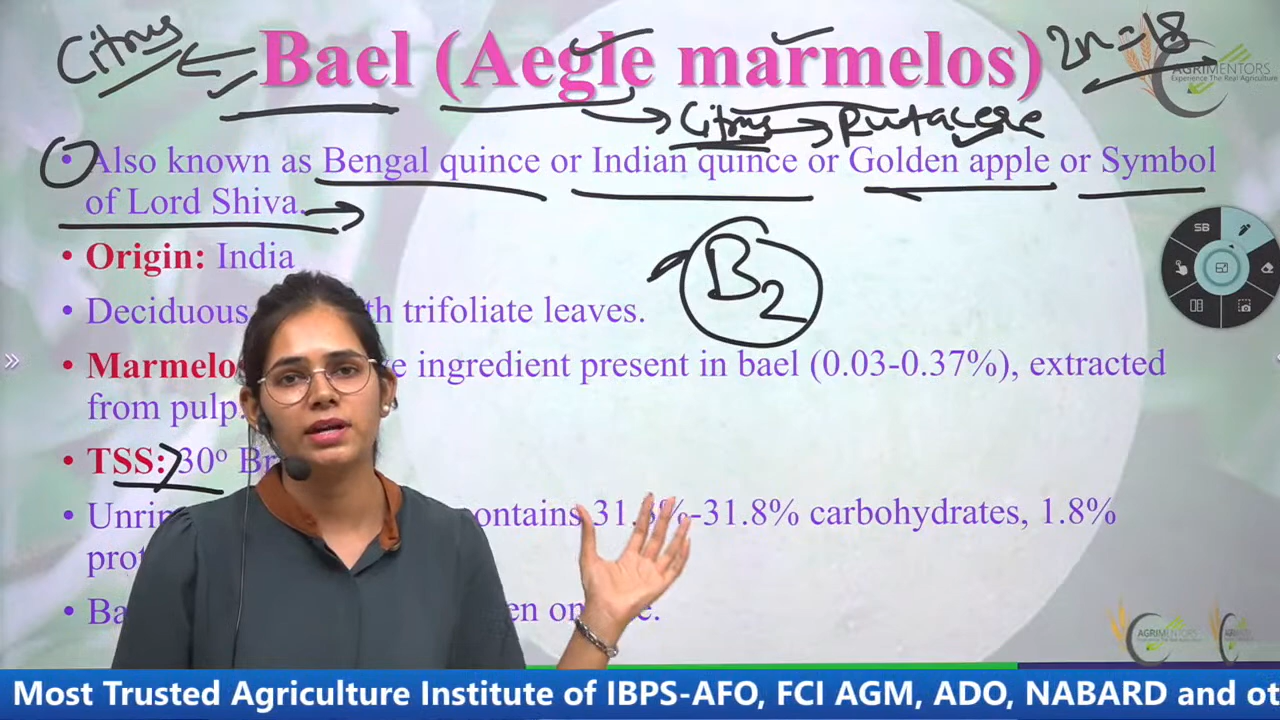 Citrus
Bael (Aegle marmelos)
2n=18
AGRIMENTORS
Experience The Real Agriculture
Citrus → Rutaceae
• Also known as Bengal quince or Indian quince or Golden apple or Symbol
of Lord Shiva.
• Origin: India
B2
• Deciduous th trifoliate leaves.
• Marmelos ingredient present in bael (0.03-0.37%), extracted
from pulp.
• TSS: 30° Br
• Unrip ontains 31.8% carbohydrates, 1.8%
pro
• Ba en on
SB
AGRIMENTORS
Most Trusted Agriculture Institute of IBPS-AFO, FCI AGM, ADO, NABARD and ot